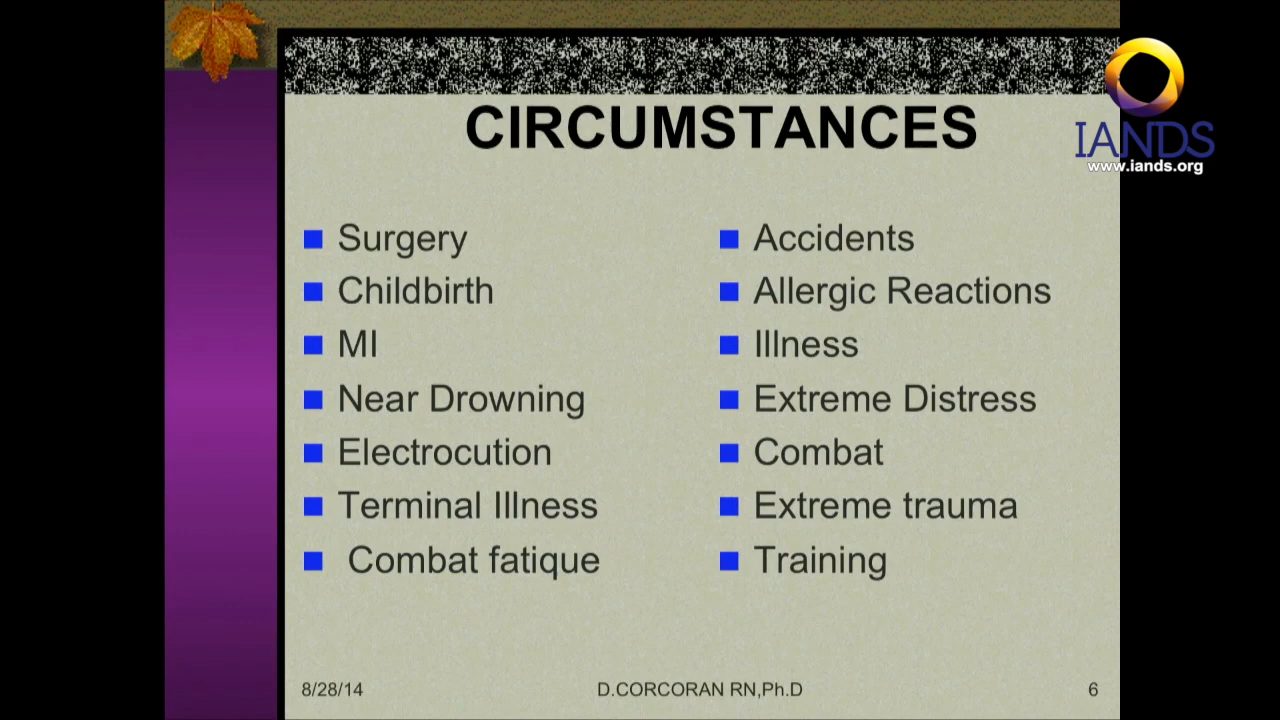 CIRCUMSTANCES
IANDS
www.iands.org
Surgery
Childbirth
MI
Near Drowning
Electrocution
Terminal Illness
Combat fatique
Accidents
Allergic Reactions
Illness
Extreme Distress
Combat
Extreme trauma
Training
8/28/14
D.CORCORAN RN,Ph.D
6